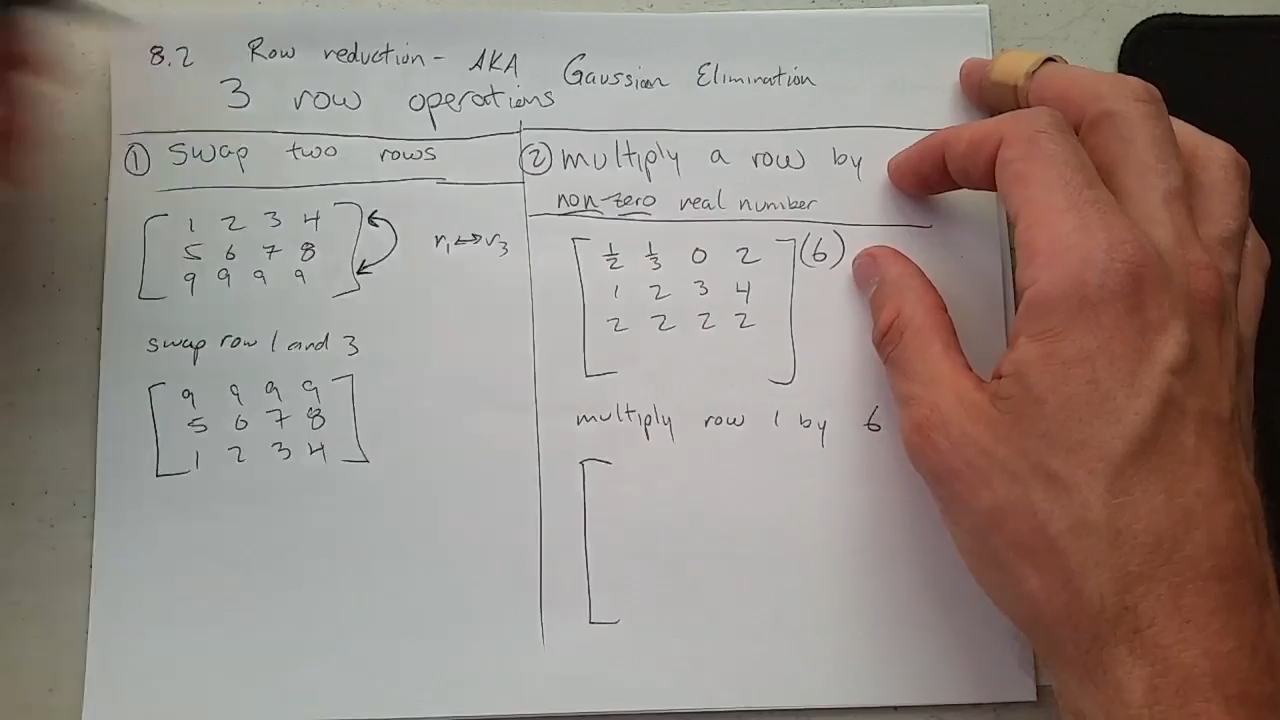 8.2 Row reduction - AKA Gaussian Elimination
3 row operations
① Swap two rows
1 2 3 4
5 6 7 8
9 9 9 9
r₁ ↔ r₃
swap row 1 and 3
9 9 9 9
5 6 7 8
1 2 3 4
② multiply a row by
non-zero real number
1/2 1/3 0 2 (6)
1 2 3 4
2 2 2 2
multiply row 1 by 6